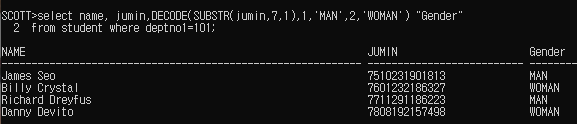 SCOTT>select name, jumin,DECODE(SUBSTR(jumin,7,1),1,'MAN',2,'WOMAN') "Gender"
2 from student where deptno1=101;
NAME JUMIN Gender
James Seo 7510231901813 MAN
Billy Crystal 7601232186327 WOMAN
Richard Dreyfus 7711291186223 MAN
Danny Devito 7808192157498 WOMAN